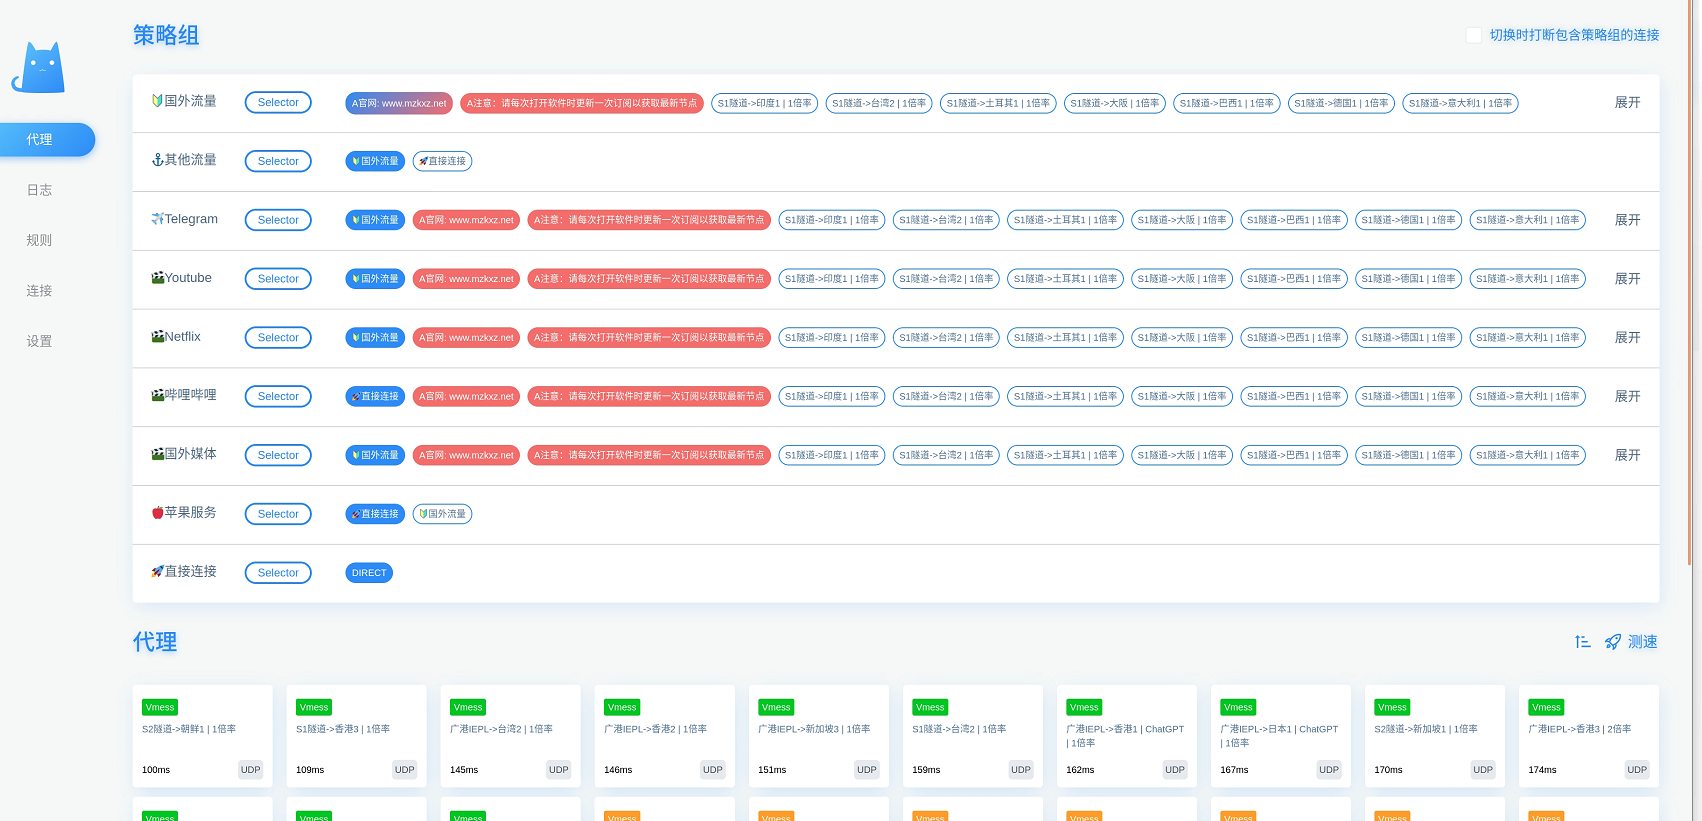 策略组
切换时打断包含策略组的连接
代理
日志
规则
连接
设置
国外流量 Selector A官网: www.mzkxz.net A注意：请每次打开软件时更新一次订阅以获取最新节点 S1隧道->印度1 | 1倍率 S1隧道->台湾2 | 1倍率 S1隧道->土耳其1 | 1倍率 S1隧道->大阪 | 1倍率 S1隧道->巴西1 | 1倍率 S1隧道->德国1 | 1倍率 S1隧道->意大利1 | 1倍率 展开
其他流量 Selector 国外流量 直接连接
Telegram Selector 国外流量 A官网: www.mzkxz.net A注意：请每次打开软件时更新一次订阅以获取最新节点 S1隧道->印度1 | 1倍率 S1隧道->台湾2 | 1倍率 S1隧道->土耳其1 | 1倍率 S1隧道->大阪 | 1倍率 S1隧道->巴西1 | 1倍率 S1隧道->德国1 | 1倍率 S1隧道->意大利1 | 1倍率 展开
Youtube Selector 国外流量 A官网: www.mzkxz.net A注意：请每次打开软件时更新一次订阅以获取最新节点 S1隧道->印度1 | 1倍率 S1隧道->台湾2 | 1倍率 S1隧道->土耳其1 | 1倍率 S1隧道->大阪 | 1倍率 S1隧道->巴西1 | 1倍率 S1隧道->德国1 | 1倍率 S1隧道->意大利1 | 1倍率 展开
Netflix Selector 国外流量 A官网: www.mzkxz.net A注意：请每次打开软件时更新一次订阅以获取最新节点 S1隧道->印度1 | 1倍率 S1隧道->台湾2 | 1倍率 S1隧道->土耳其1 | 1倍率 S1隧道->大阪 | 1倍率 S1隧道->巴西1 | 1倍率 S1隧道->德国1 | 1倍率 S1隧道->意大利1 | 1倍率 展开
哔哩哔哩 Selector 直接连接 A官网: www.mzkxz.net A注意：请每次打开软件时更新一次订阅以获取最新节点 S1隧道->印度1 | 1倍率 S1隧道->台湾2 | 1倍率 S1隧道->土耳其1 | 1倍率 S1隧道->大阪 | 1倍率 S1隧道->巴西1 | 1倍率 S1隧道->德国1 | 1倍率 S1隧道->意大利1 | 1倍率 展开
国外媒体 Selector 国外流量 A官网: www.mzkxz.net A注意：请每次打开软件时更新一次订阅以获取最新节点 S1隧道->印度1 | 1倍率 S1隧道->台湾2 | 1倍率 S1隧道->土耳其1 | 1倍率 S1隧道->大阪 | 1倍率 S1隧道->巴西1 | 1倍率 S1隧道->德国1 | 1倍率 S1隧道->意大利1 | 1倍率 展开
苹果服务 Selector 直接连接 国外流量
直接连接 Selector DIRECT
代理
测速
Vmess
S2隧道->朝鲜1 | 1倍率
100ms UDP
Vmess
S1隧道->香港3 | 1倍率
109ms UDP
Vmess
广港IEPL->台湾2 | 1倍率
145ms UDP
Vmess
广港IEPL->香港2 | 1倍率
146ms UDP
Vmess
广港IEPL->新加坡3 | 1倍率
151ms UDP
Vmess
S1隧道->台湾2 | 1倍率
159ms UDP
Vmess
广港IEPL->香港1 | ChatGPT
| 1倍率
162ms UDP
Vmess
广港IEPL->日本1 | ChatGPT
| 1倍率
167ms UDP
Vmess
S2隧道->新加坡1 | 1倍率
170ms UDP
Vmess
广港IEPL->香港3 | 2倍率
174ms UDP
Vmess Vmess Vmess Vmess Vmess Vmess Vmess Vmess Vmess Vmess